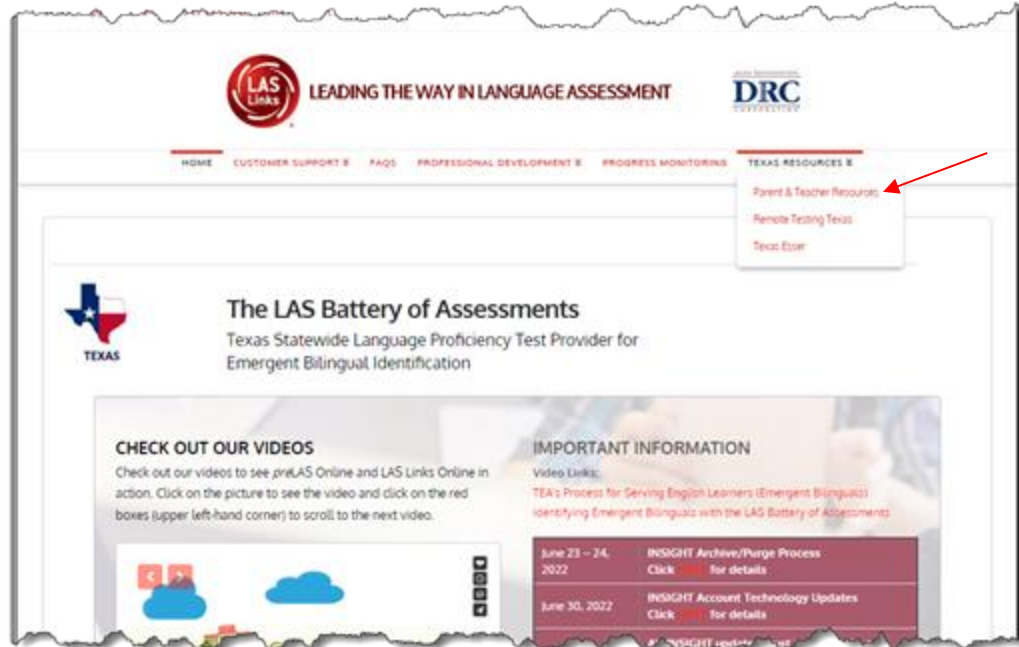 LAS
Links
LEADING THE WAY IN LANGUAGE ASSESSMENT
DRC
CORPORATION
HOME CUSTOMER SUPPORT FAQS PROFESSIONAL DEVELOPMENT PROGRESS MONITORING TEXAS RESOURCES
Parent & Teacher Resources
Remote Testing Texas
Texas Esser
TEXAS
The LAS Battery of Assessments
Texas Statewide Language Proficiency Test Provider for
Emergent Bilingual Identification
CHECK OUT OUR VIDEOS
Check out our videos to see preLAS Online and LAS Links Online in
action. Click on the picture to see the video and click on the red
boxes (upper left-hand corner) to scroll to the next video.
IMPORTANT INFORMATION
Video Links:
TEA's Process for Serving English Learners (Emergent Bilinguals)
Identifying Emergent Bilinguals with the LAS Battery of Assessments
June 23 – 24,
2022
INSIGHT Archive/Purge Process
Click for details
June 30, 2022
INSIGHT Account Technology Updates
Click for details
INSIGHT